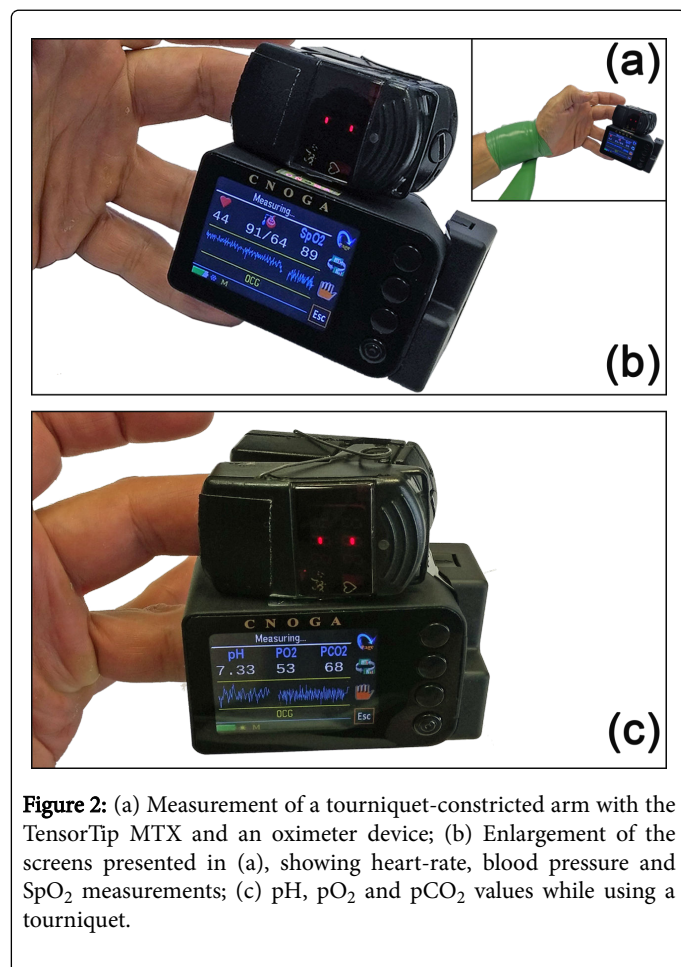 (a)
CNOGA
Measuring...
SpO2
44 91/64 89
OCG
M
Esc
(b)
CNOGA
Measuring...
pH PO2 PCO2
7.33 53 68
OCG
M
Esc
(c)
Figure 2: (a) Measurement of a tourniquet-constricted arm with the
TensorTip MTX and an oximeter device; (b) Enlargement of the
screens presented in (a), showing heart-rate, blood pressure and
SpO₂ measurements; (c) pH, pO₂ and pCO₂ values while using a
tourniquet.